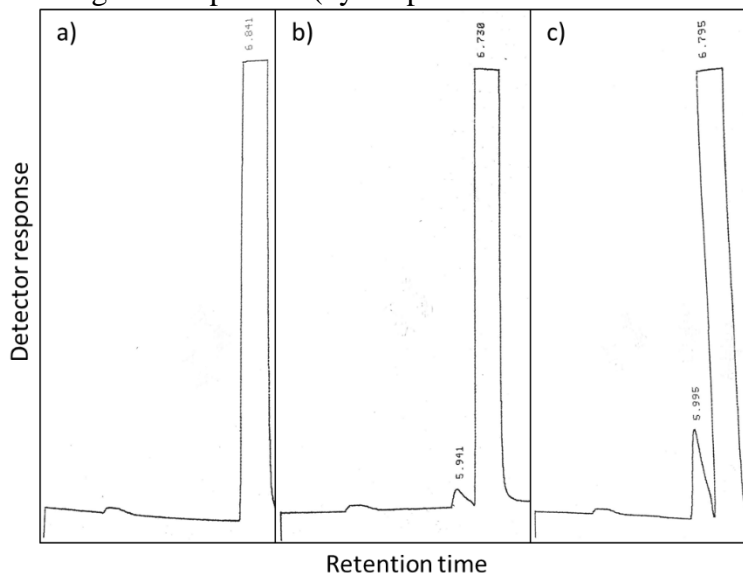 a)
6.841
b)
6.730
5.941
c)
6.795
5.995
Detector response
Retention time